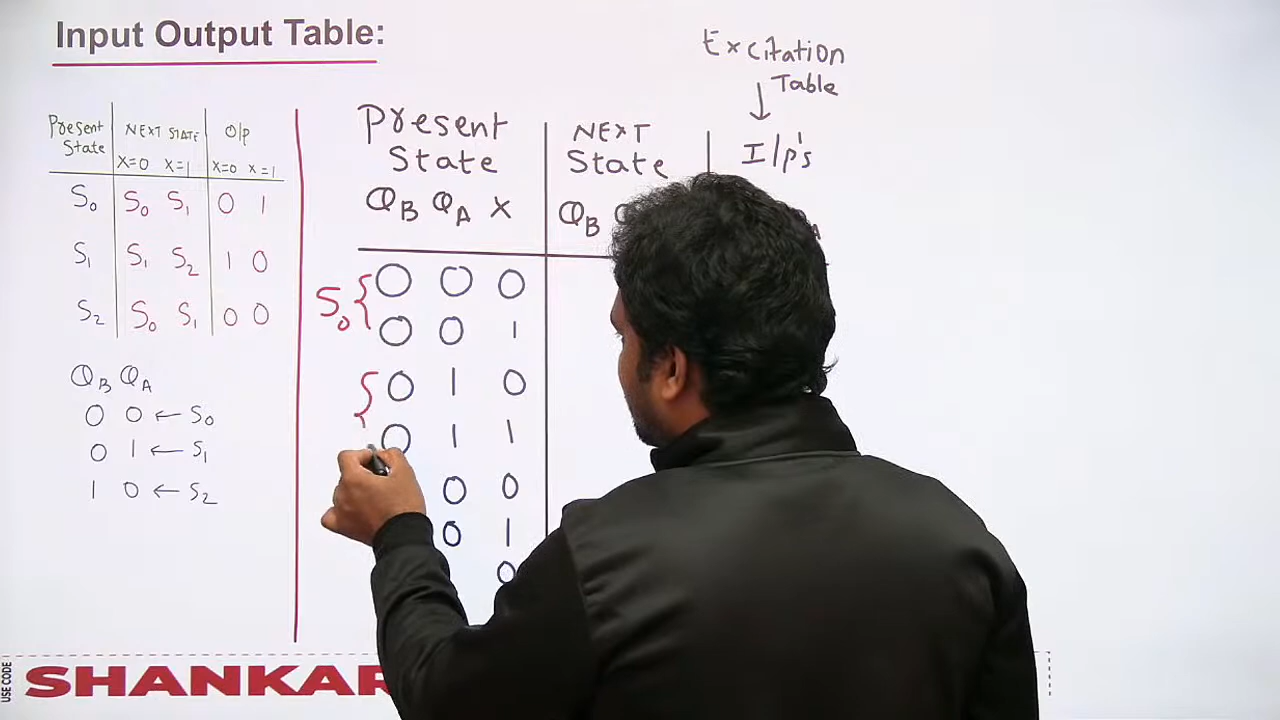 Input Output Table:
Excitation
Table
↓
I/p's
Present State | NEXT STATE | O/p
X=0 X=1 | X=0 X=1
S0 | S0 S1 | 0 1
S1 | S1 S2 | 1 0
S2 | S0 S1 | 0 0
QB QA
0 0 ← S0
0 1 ← S1
1 0 ← S2
Present State | NEXT State
QB QA X | QB
S0 { 0 0 0
0 0 1
{ 0 1 0
0 1 1
0 0
0 1
0
USE CODE
SHANKAR